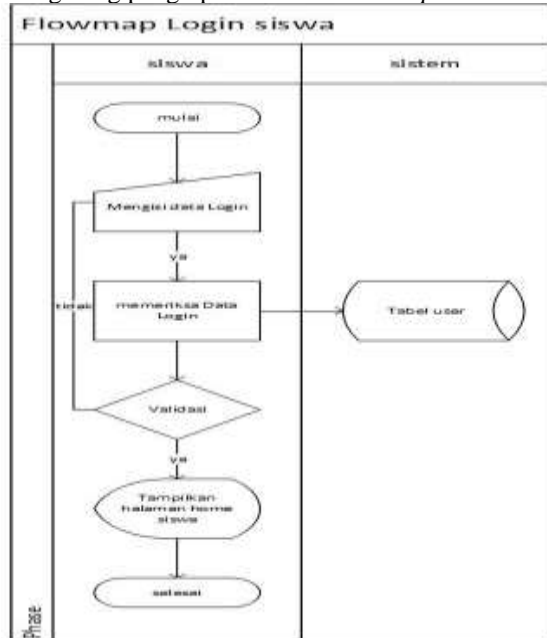 Flowmap Login siswa
siswa
sistem
mulai
Mengisi data Login
ya
tidak
memeriksa Data
Login
Tabel user
Validasi
ya
Tampilkan
halaman home
siswa
selesai
Phase